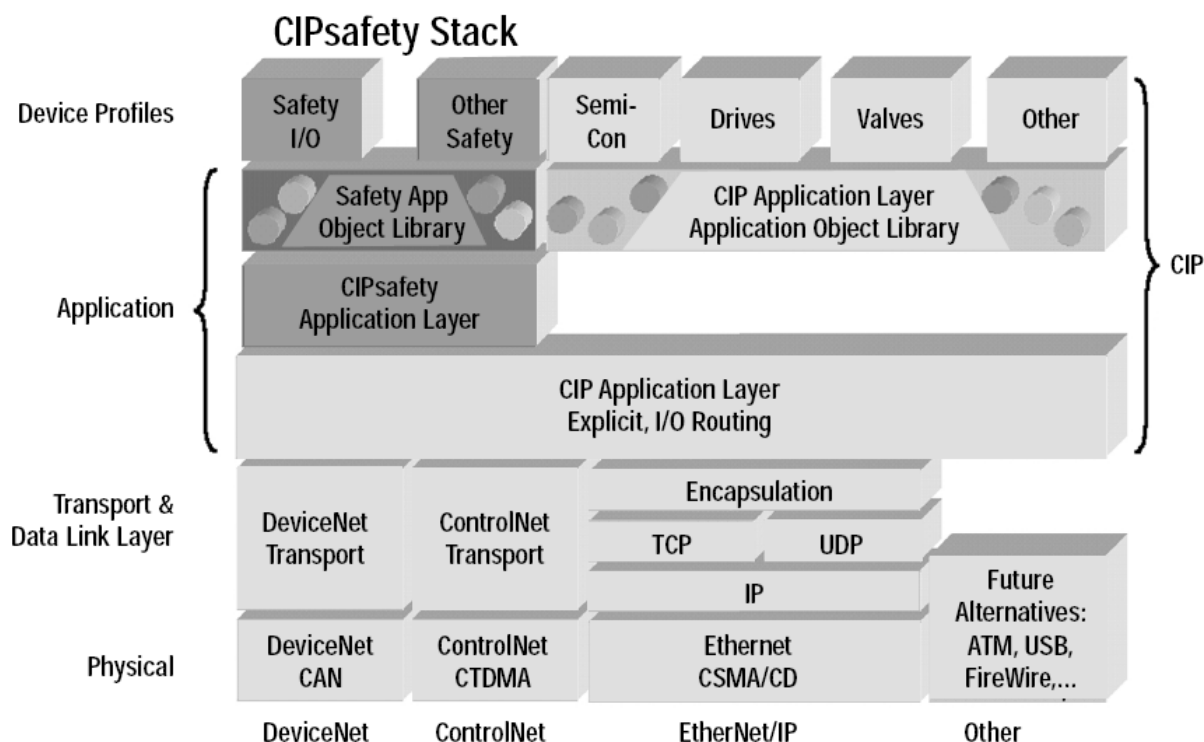 CIPsafety Stack
Device Profiles
Safety
I/O
Other
Safety
Semi-
Con
Drives
Valves
Other
Application
Safety App
Object Library
CIP Application Layer
Application Object Library
CIP
CIPsafety
Application Layer
CIP Application Layer
Explicit, I/O Routing
Transport &
Data Link Layer
DeviceNet
Transport
ControlNet
Transport
Encapsulation
TCP
UDP
IP
Future
Alternatives:
ATM, USB,
FireWire,...
Physical
DeviceNet
CAN
ControlNet
CTDMA
Ethernet
CSMA/CD
DeviceNet
ControlNet
EtherNet/IP
Other